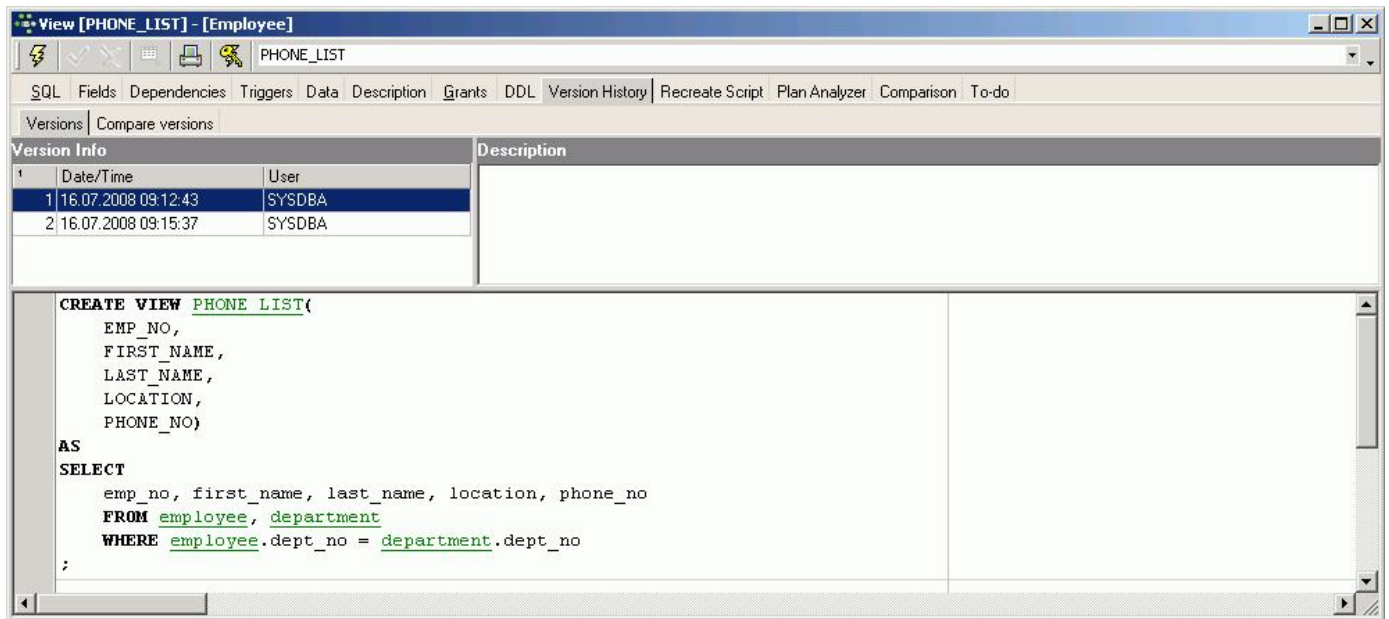 View [PHONE_LIST] - [Employee]
PHONE_LIST
SQL Fields Dependencies Triggers Data Description Grants DDL Version History Recreate Script Plan Analyzer Comparison To-do
Versions Compare versions
Version Info Description
1 Date/Time User
1 16.07.2008 09:12:43 SYSDBA
2 16.07.2008 09:15:37 SYSDBA
CREATE VIEW PHONE_LIST(
EMP_NO,
FIRST_NAME,
LAST_NAME,
LOCATION,
PHONE_NO)
AS
SELECT
emp_no, first_name, last_name, location, phone_no
FROM employee, department
WHERE employee.dept_no = department.dept_no
;